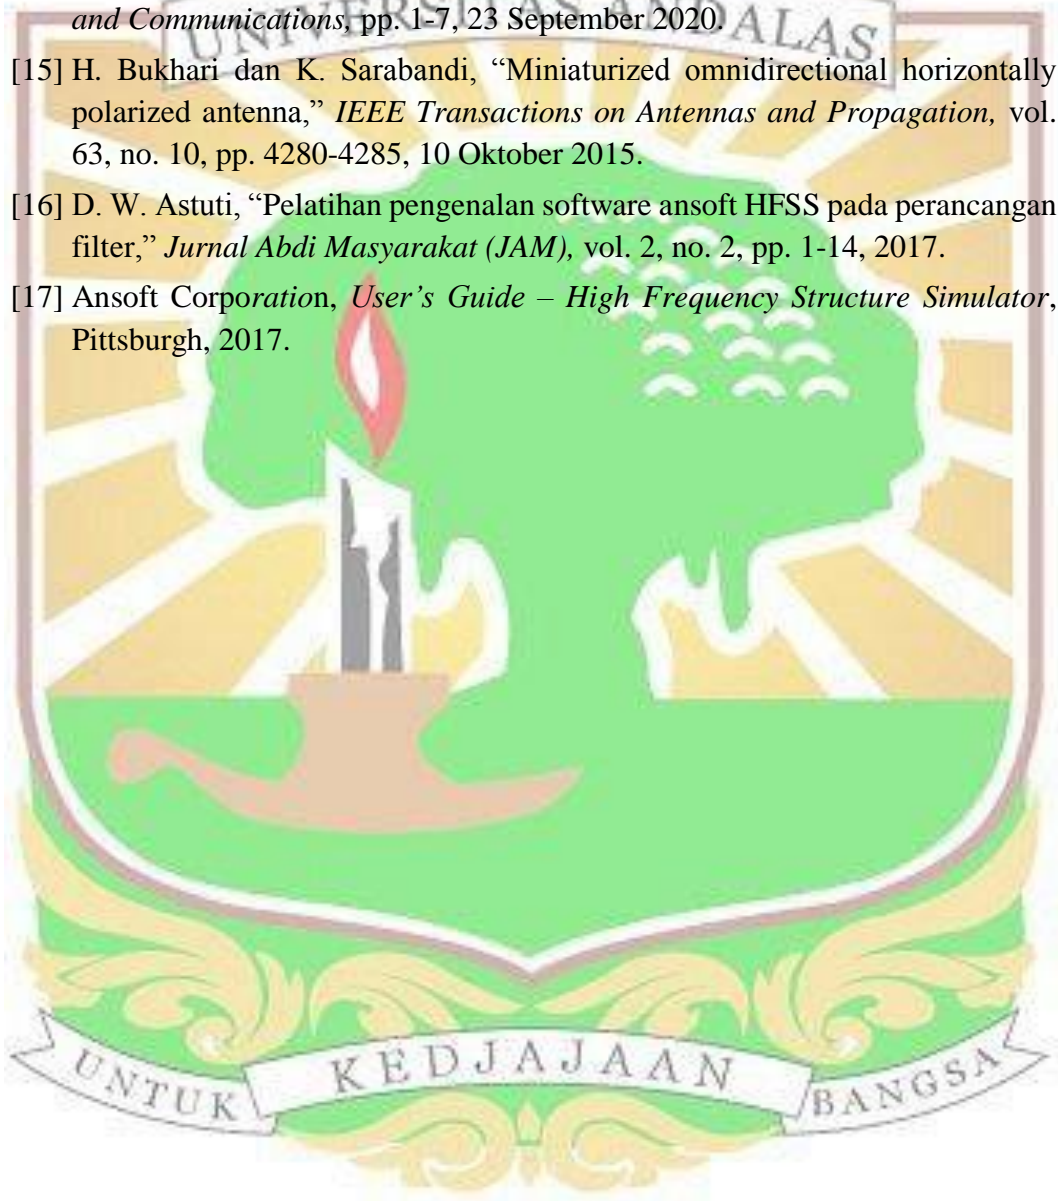 and Communications, pp. 1-7, 23 September 2020.
UNIVERSITAS ANDALAS
[15] H. Bukhari dan K. Sarabandi, “Miniaturized omnidirectional horizontally
polarized antenna,” IEEE Transactions on Antennas and Propagation, vol.
63, no. 10, pp. 4280-4285, 10 Oktober 2015.
[16] D. W. Astuti, “Pelatihan pengenalan software ansoft HFSS pada perancangan
filter,” Jurnal Abdi Masyarakat (JAM), vol. 2, no. 2, pp. 1-14, 2017.
[17] Ansoft Corporation, User’s Guide – High Frequency Structure Simulator,
Pittsburgh, 2017.
UNTUK KEDJAJAAN BANGSA